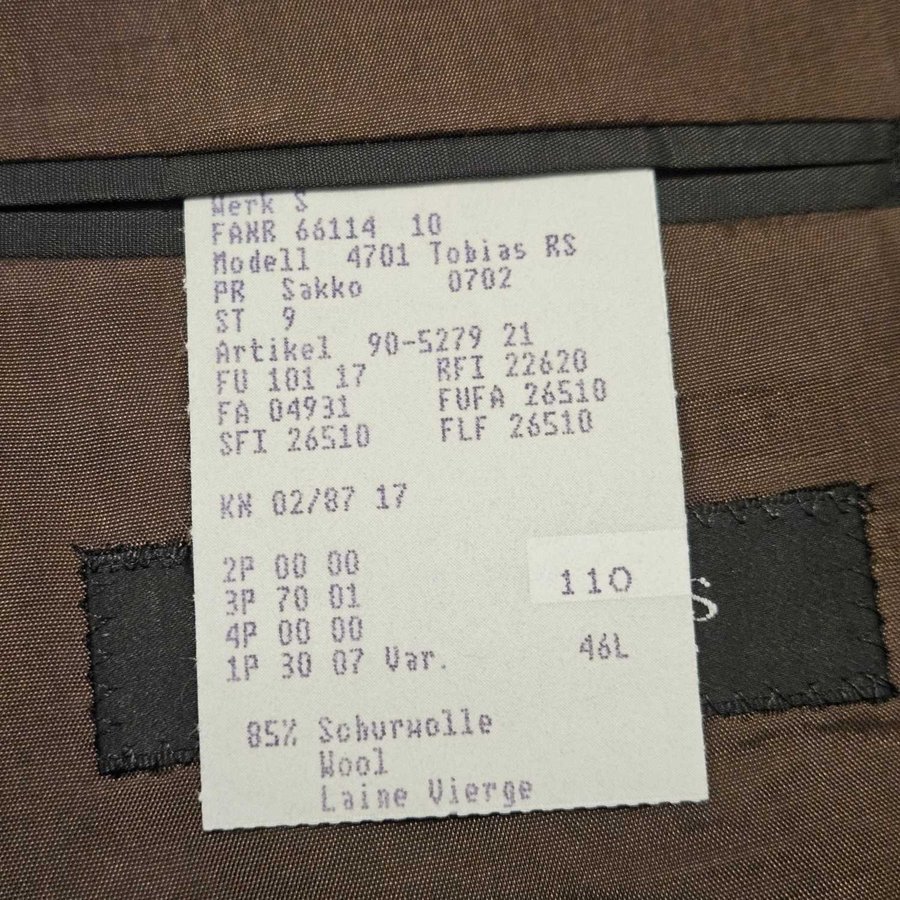 Werk S
FANR 66114 10
Modell 4701 Tobias RS
PR Sakko 0702
ST 9
Artikel 90-5279 21
FU 101 17 RFI 22620
FA 04931 FUFA 26510
SFI 26510 FLF 26510
KN 02/87 17
2P 00 00
3P 70 01
110
S
4P 00 00
1P 30 07 Var. 46L
85% Schurwolle
Wool
Laine Vierge